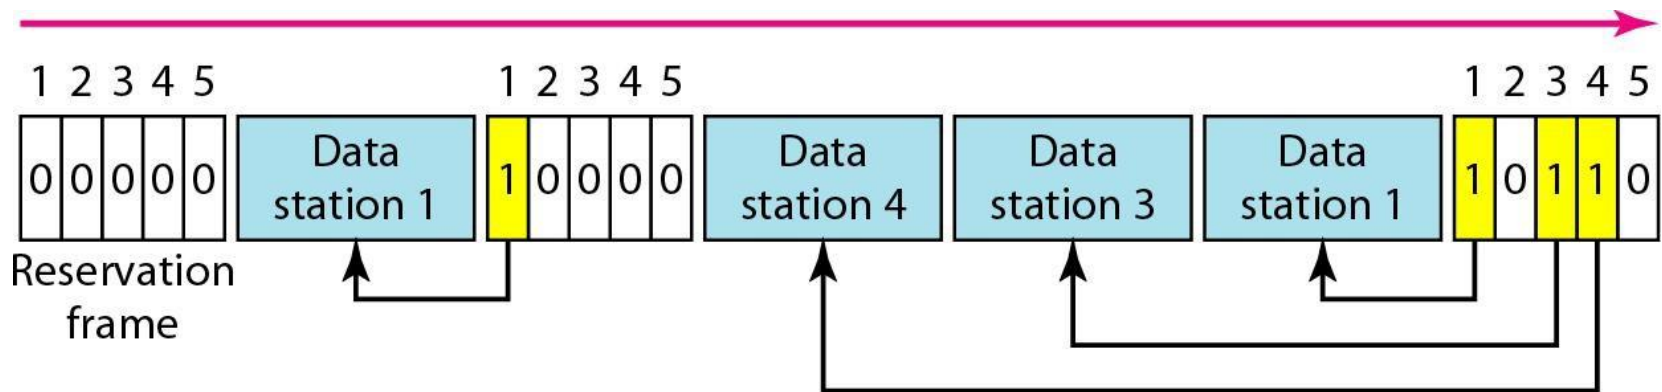 1 2 3 4 5
1 2 3 4 5
1 2 3 4 5
0 0 0 0 0
Data
station 1
1 0 0 0 0
Data
station 4
Data
station 3
Data
station 1
1 0 1 1 0
Reservation
frame